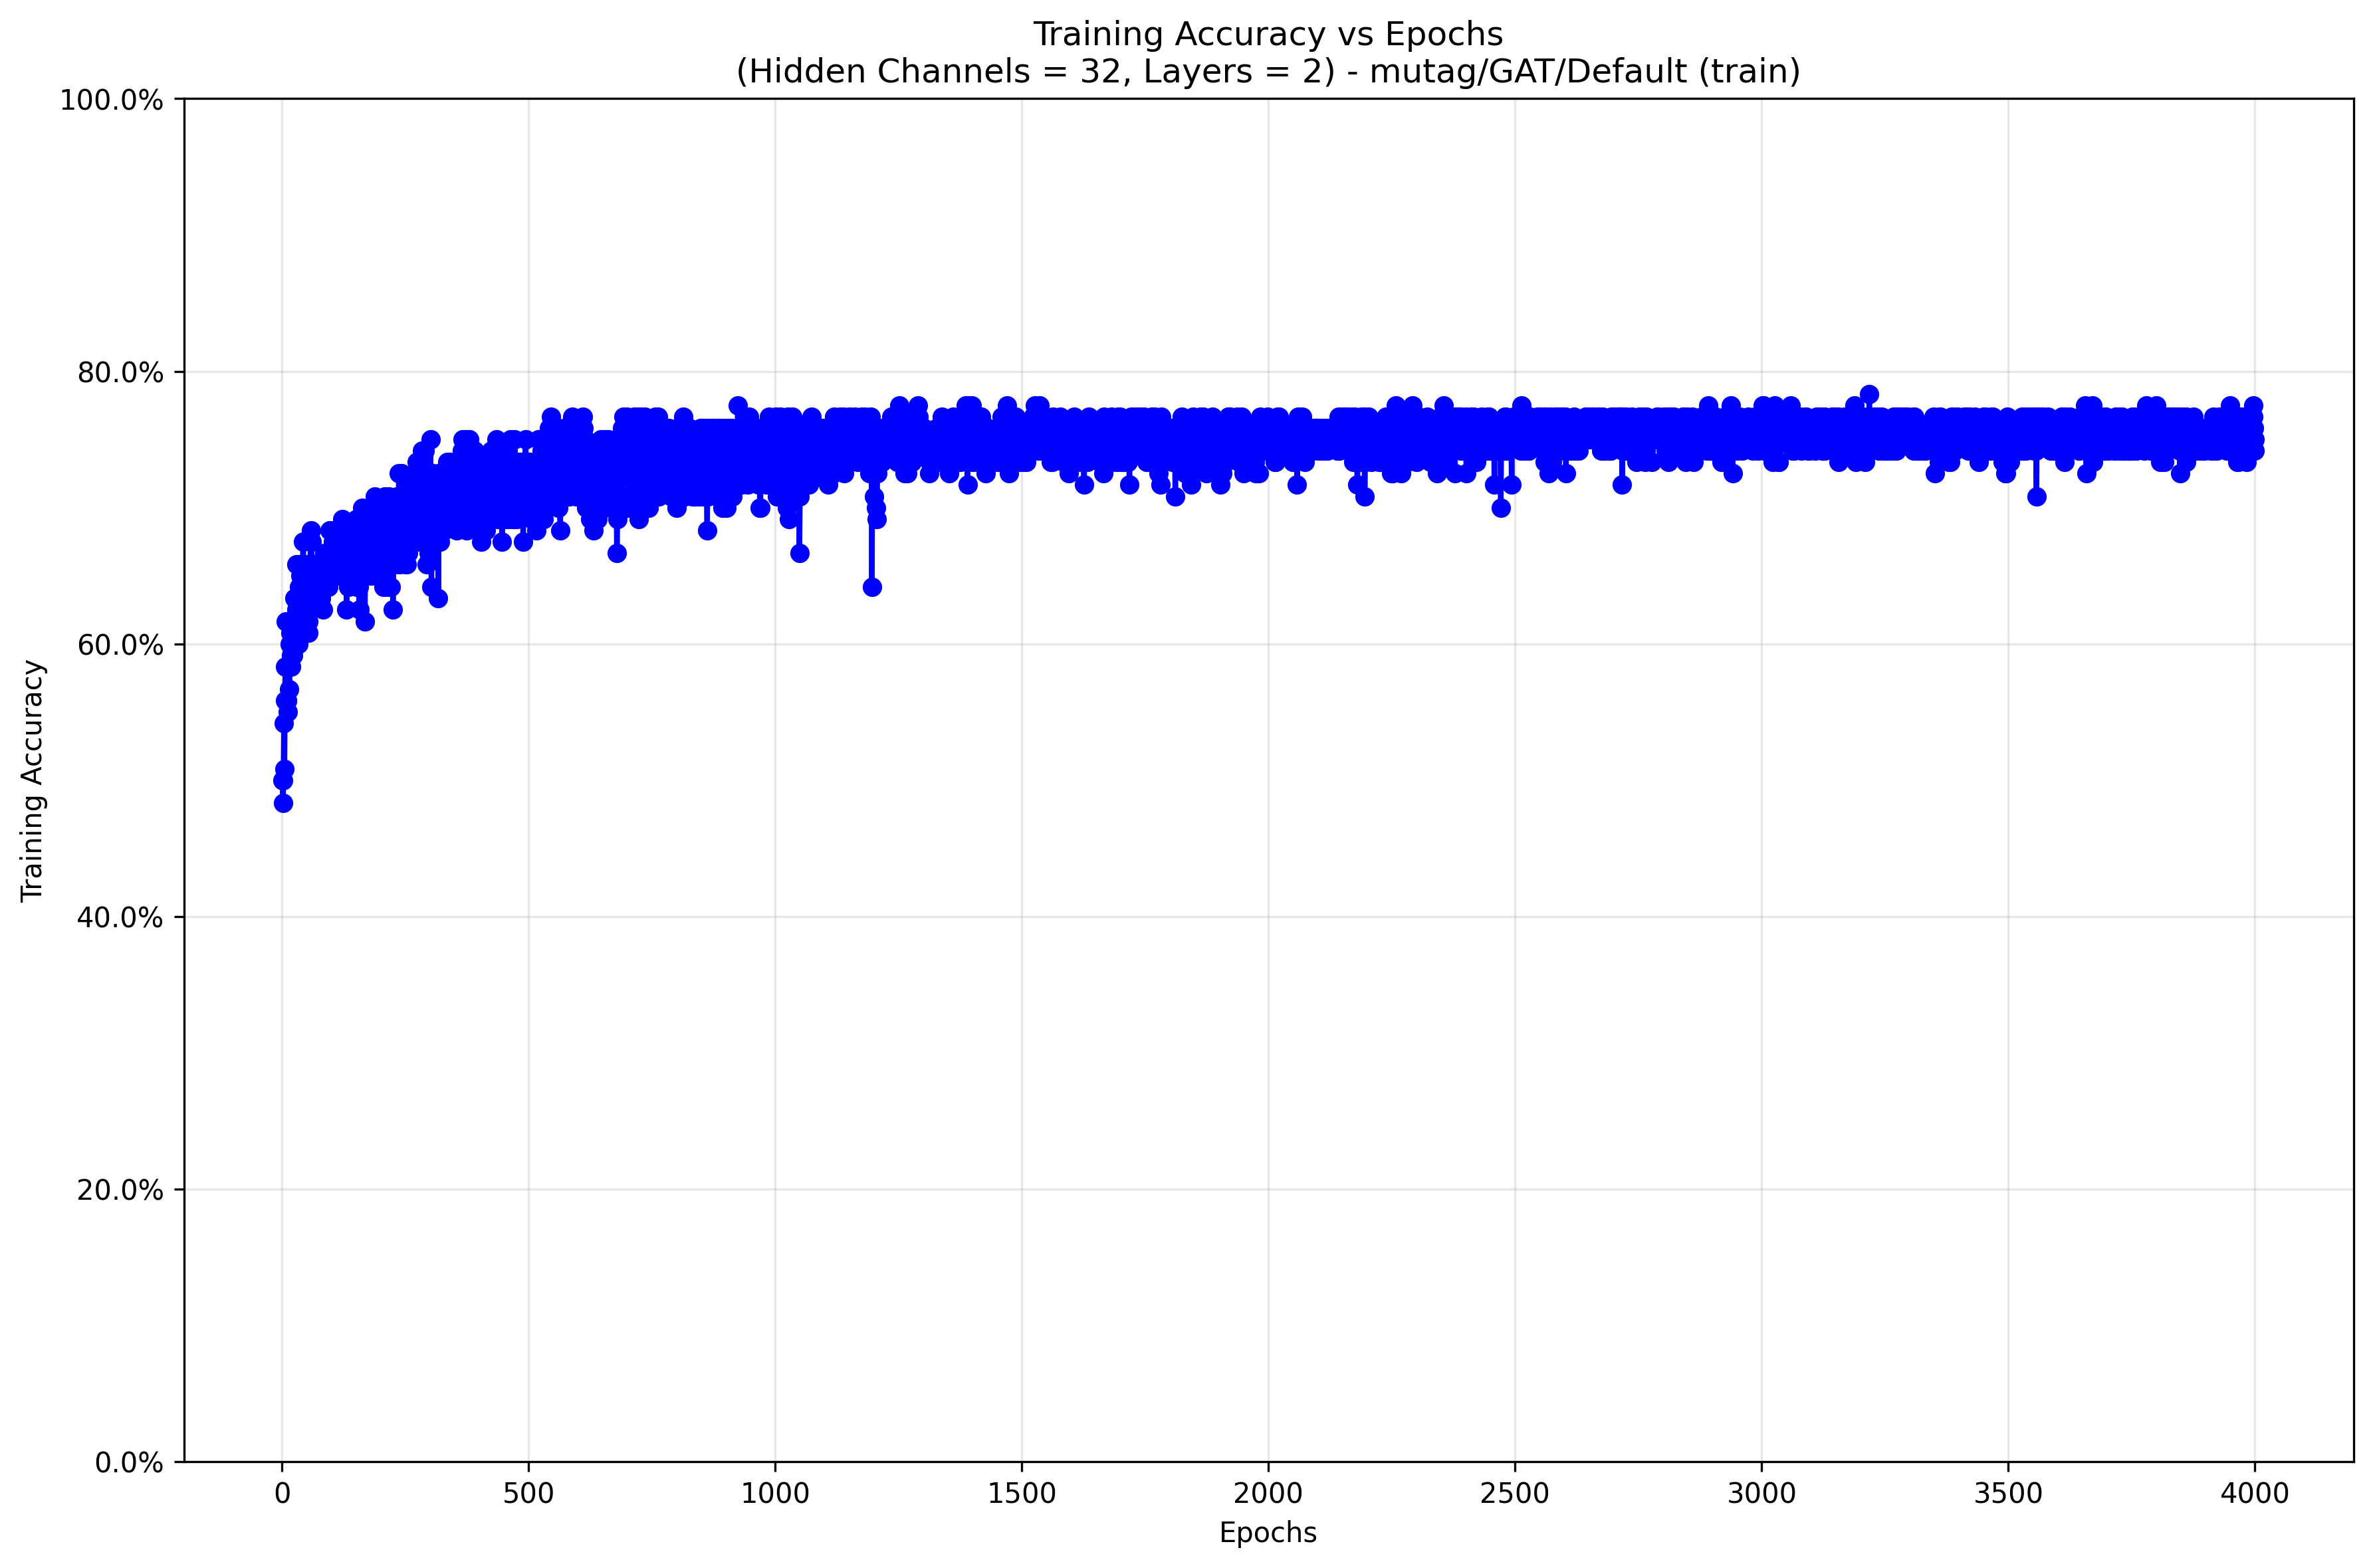 Training Accuracy vs Epochs
(Hidden Channels = 32, Layers = 2) - mutag/GAT/Default (train)
100.0%
80.0%
60.0%
40.0%
20.0%
0.0%
Training Accuracy
0 500 1000 1500 2000 2500 3000 3500 4000
Epochs